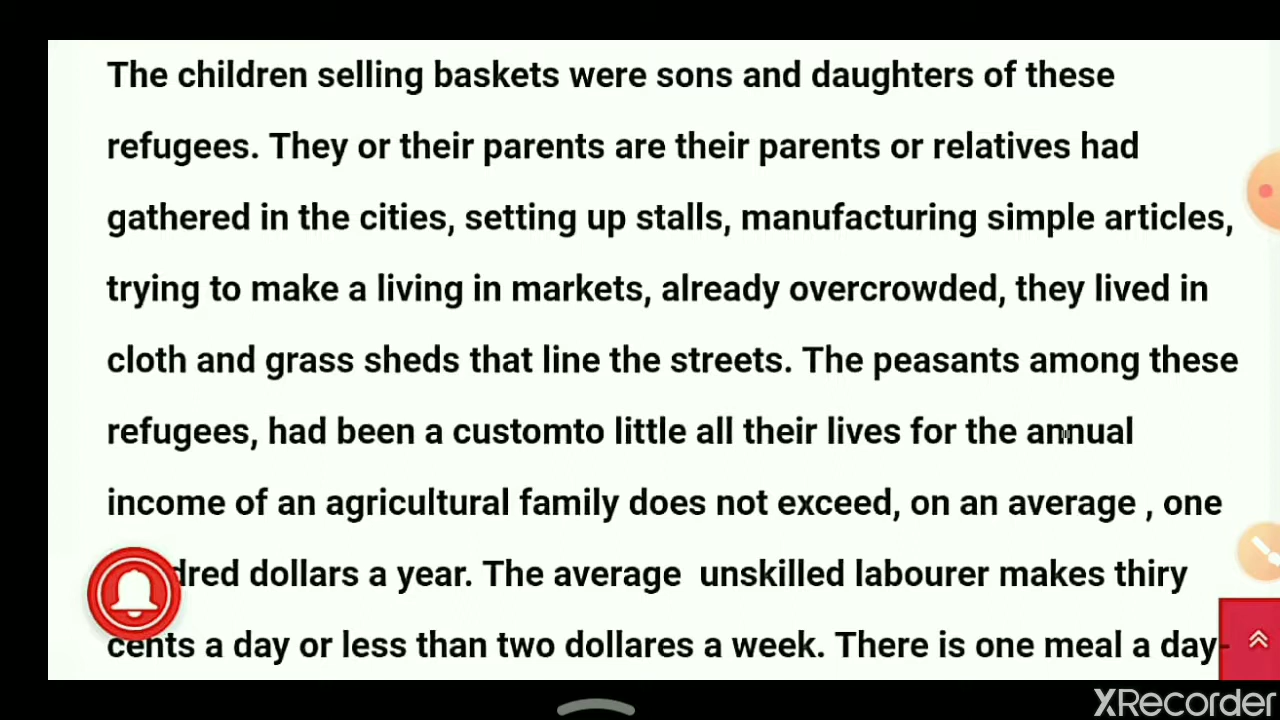 The children selling baskets were sons and daughters of these
refugees. They or their parents are their parents or relatives had
gathered in the cities, setting up stalls, manufacturing simple articles,
trying to make a living in markets, already overcrowded, they lived in
cloth and grass sheds that line the streets. The peasants among these
refugees, had been a customto little all their lives for the annual
income of an agricultural family does not exceed, on an average , one
dred dollars a year. The average unskilled labourer makes thiry
cents a day or less than two dollares a week. There is one meal a day-
XRecorder